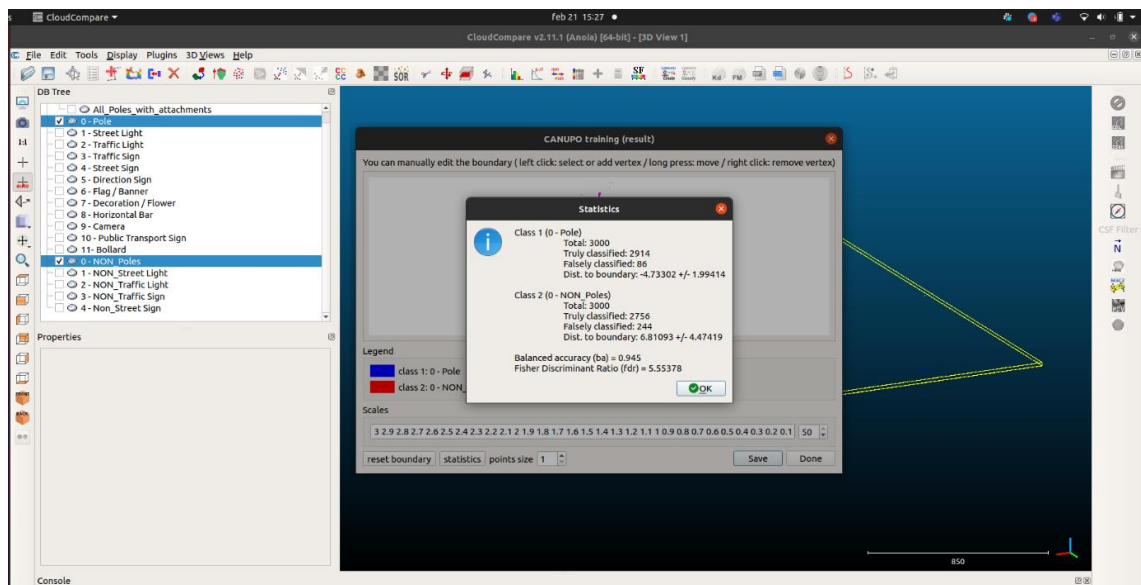 CloudCompare
feb 21 15:27
CloudCompare v2.11.1 (Anoia) [64-bit] - [3D View 1]
File Edit Tools Display Plugins 3D Views Help
SOR
SF
Kd FM
DB Tree
All_Poles_with_attachments
0 - Pole
1 - Street Light
2 - Traffic Light
3 - Traffic Sign
4 - Street Sign
5 - Direction Sign
6 - Flag / Banner
7 - Decoration / Flower
8 - Horizontal Bar
9 - Camera
10 - Public Transport Sign
11- Bollard
0 - NON_Poles
1 - NON_Street Light
2 - NON_Traffic Light
3 - NON_Traffic Sign
4 - Non_Street Sign
Properties
1:1
AUTO
FRONT
BACK
CANUPO training (result)
You can manually edit the boundary ( left click: select or add vertex / long press: move / right click: remove vertex)
Statistics
Class 1 (0 - Pole)
Total: 3000
Truly classified: 2914
Falsely classified: 86
Dist. to boundary: -4.73302 +/- 1.99414
Class 2 (0 - NON_Poles)
Total: 3000
Truly classified: 2756
Falsely classified: 244
Dist. to boundary: 6.81093 +/- 4.47419
Balanced accuracy (ba) = 0.945
Fisher Discriminant Ratio (fdr) = 5.55378
OK
Legend
class 1: 0 - Pole
class 2: 0 - NON_
Scales
3 2.9 2.8 2.7 2.6 2.5 2.4 2.3 2.2 2.1 2 1.9 1.8 1.7 1.6 1.5 1.4 1.3 1.2 1.1 1 0.9 0.8 0.7 0.6 0.5 0.4 0.3 0.2 0.1 50
reset boundary statistics points size 1 Save Done
CSF Filter
N
850
Console